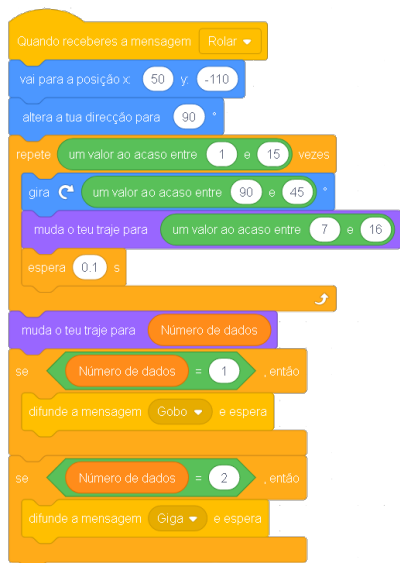 Quando receberes a mensagem Rolar
vai para a posição x: 50 y: -110
altera a tua direcção para 90 °
repete um valor ao acaso entre 1 e 15 vezes
gira um valor ao acaso entre 90 e 45 °
muda o teu traje para um valor ao acaso entre 7 e 16
espera 0.1 s
muda o teu traje para Número de dados
se Número de dados = 1 , então
difunde a mensagem Gobo e espera
se Número de dados = 2 , então
difunde a mensagem Giga e espera